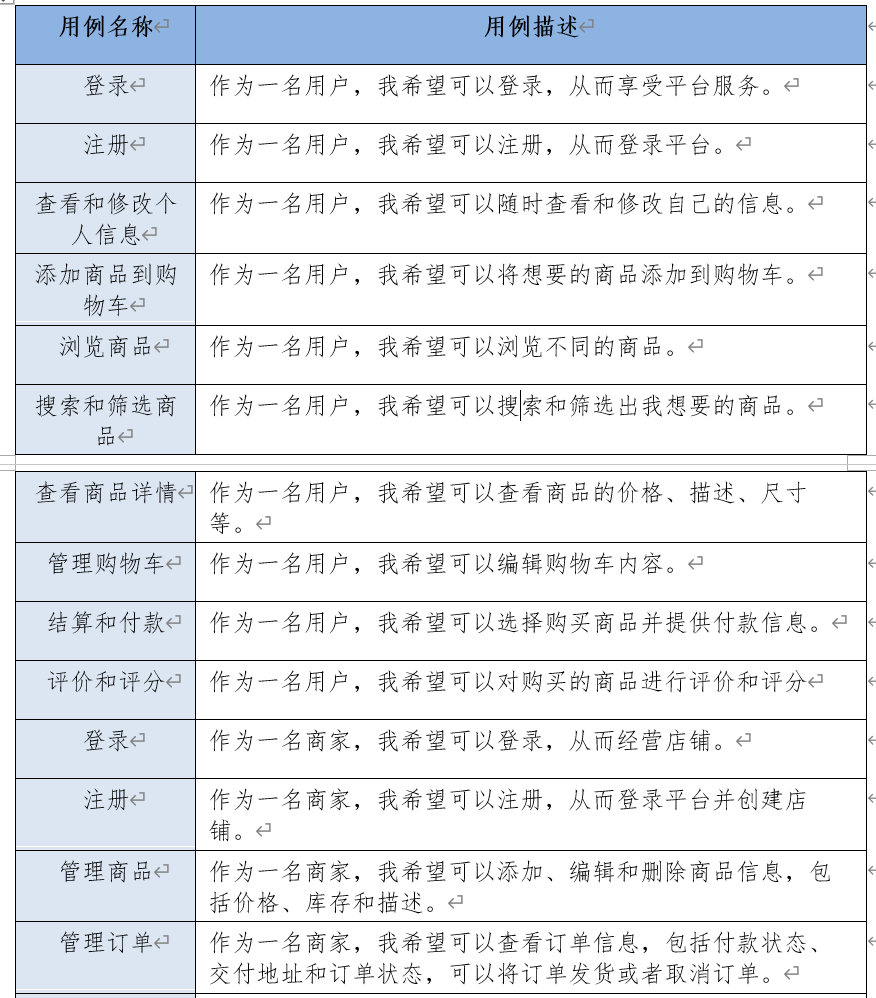 用例名称 用例描述
登录 作为一名用户，我希望可以登录，从而享受平台服务。
注册 作为一名用户，我希望可以注册，从而登录平台。
查看和修改个 作为一名用户，我希望可以随时查看和修改自己的信息。
人信息
添加商品到购 作为一名用户，我希望可以将想要的商品添加到购物车。
物车
浏览商品 作为一名用户，我希望可以浏览不同的商品。
搜索和筛选商 作为一名用户，我希望可以搜索和筛选出我想要的商品。
品
查看商品详情 作为一名用户，我希望可以查看商品的价格、描述、尺寸
等。
管理购物车 作为一名用户，我希望可以编辑购物车内容。
结算和付款 作为一名用户，我希望可以选择购买商品并提供付款信息。
评价和评分 作为一名用户，我希望可以对购买的商品进行评价和评分
登录 作为一名商家，我希望可以登录，从而经营店铺。
注册 作为一名商家，我希望可以注册，从而登录平台并创建店
铺。
管理商品 作为一名商家，我希望可以添加、编辑和删除商品信息，包
括价格、库存和描述。
管理订单 作为一名商家，我希望可以查看订单信息，包括付款状态、
交付地址和订单状态，可以将订单发货或者取消订单。